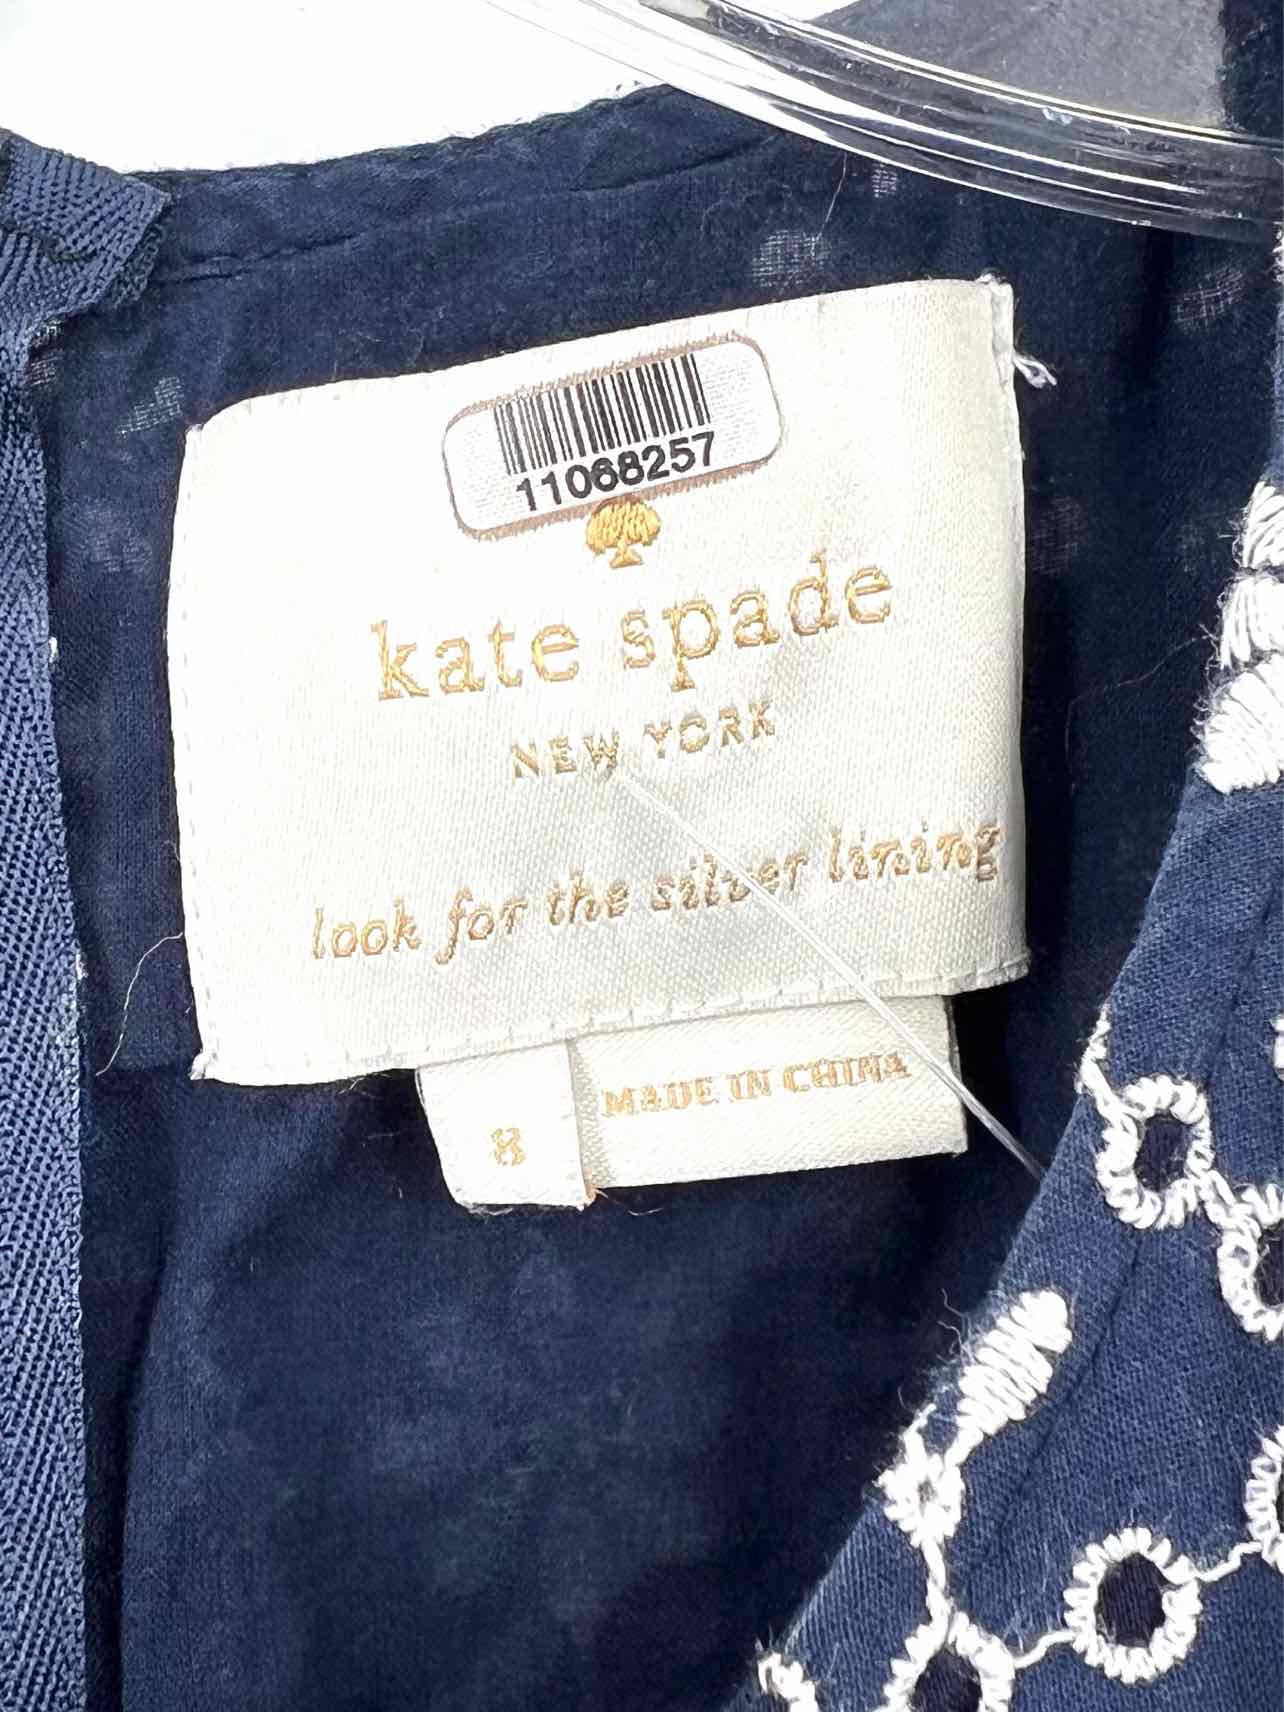 11068257
kate spade
NEW YORK
look for the silver lining
8
MADE IN CHINA